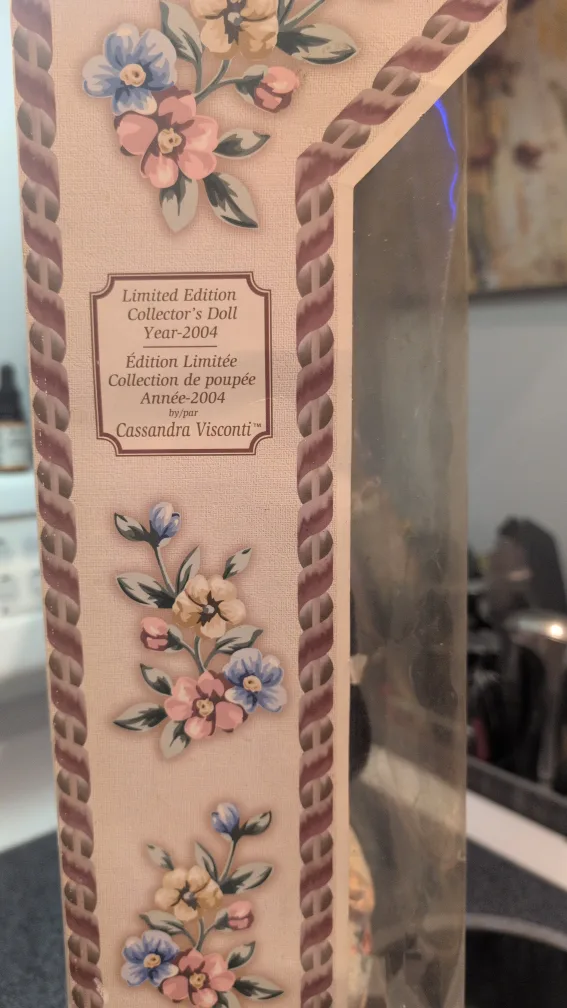 Limited Edition
Collector's Doll
Year-2004
Édition Limitée
Collection de poupée
Année-2004
by/par
Cassandra Visconti™